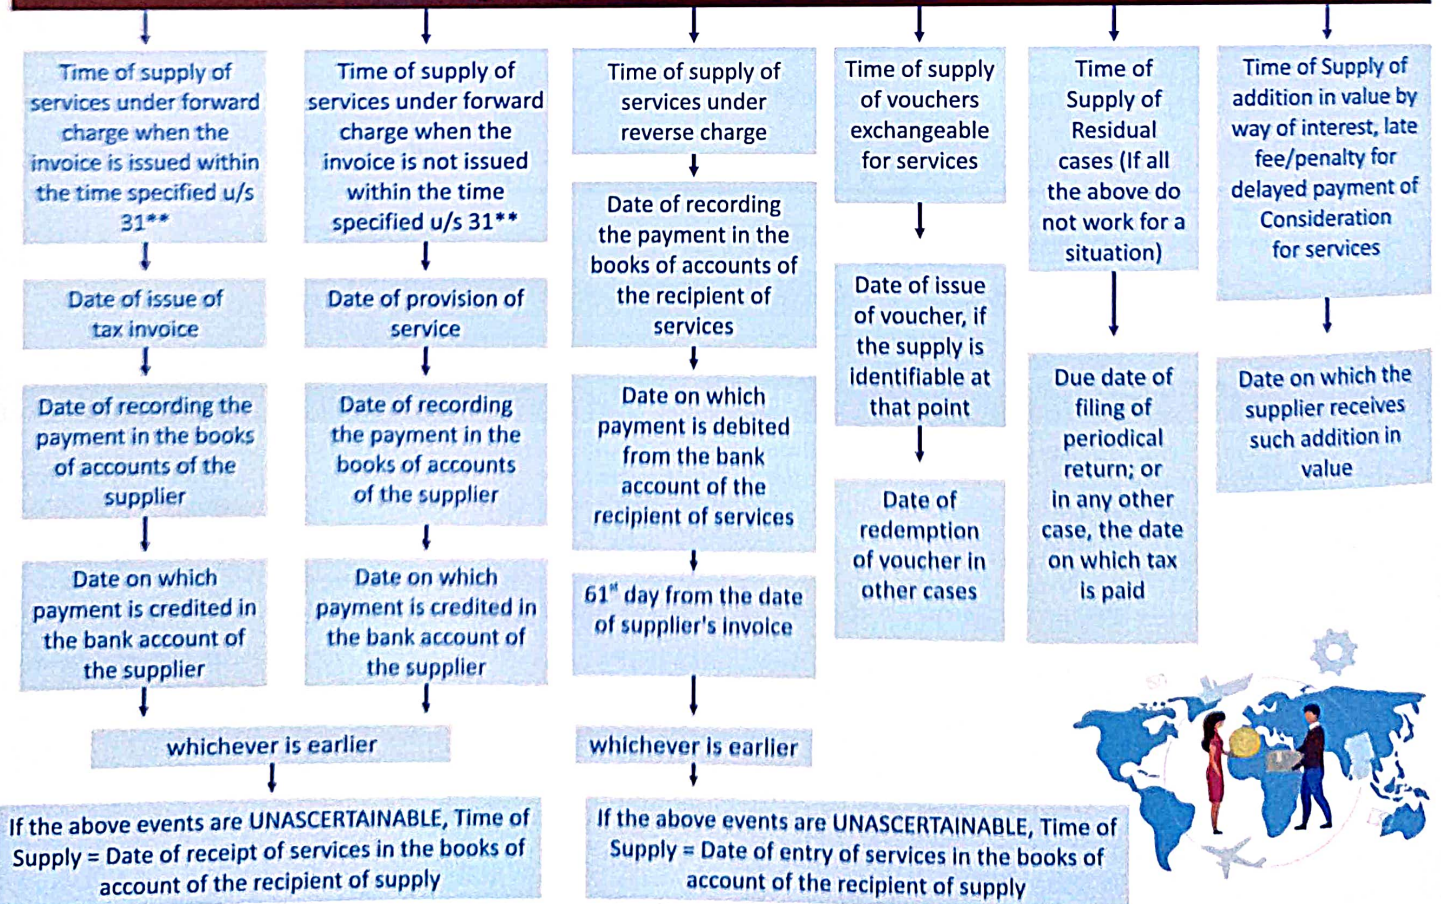 Time of supply of
services under forward
charge when the
invoice is issued within
the time specified u/s
31**
Date of issue of
tax invoice
Date of recording the
payment in the books
of accounts of the
supplier
Date on which
payment is credited in
the bank account of
the supplier
Time of supply of
services under forward
charge when the
invoice is not issued
within the time
specified u/s 31**
Date of provision of
service
Date of recording
the payment in the
books of accounts
of the supplier
Date on which
payment is credited in
the bank account of
the supplier
whichever is earlier
If the above events are UNASCERTAINABLE, Time of
Supply = Date of receipt of services in the books of
account of the recipient of supply
Time of supply of
services under
reverse charge
Date of recording
the payment in the
books of accounts of
the recipient of
services
Date on which
payment is debited
from the bank
account of the
recipient of services
61st day from the date
of supplier's invoice
whichever is earlier
If the above events are UNASCERTAINABLE, Time of
Supply = Date of entry of services in the books of
account of the recipient of supply
Time of supply
of vouchers
exchangeable
for services
Date of issue
of voucher, if
the supply is
identifiable at
that point
Date of
redemption
of voucher in
other cases
Time of
Supply of
Residual
cases (If all
the above do
not work for a
situation)
Due date of
filing of
periodical
return; or
in any other
case, the date
on which tax
is paid
Time of Supply of
addition in value by
way of interest, late
fee/penalty for
delayed payment of
Consideration
for services
Date on which the
supplier receives
such addition in
value